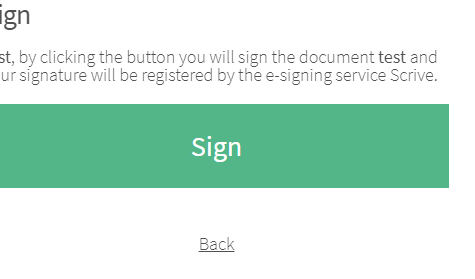 ign
st, by clicking the button you will sign the document test and
ur signature will be registered by the e-signing service Scrive.
Sign
Back